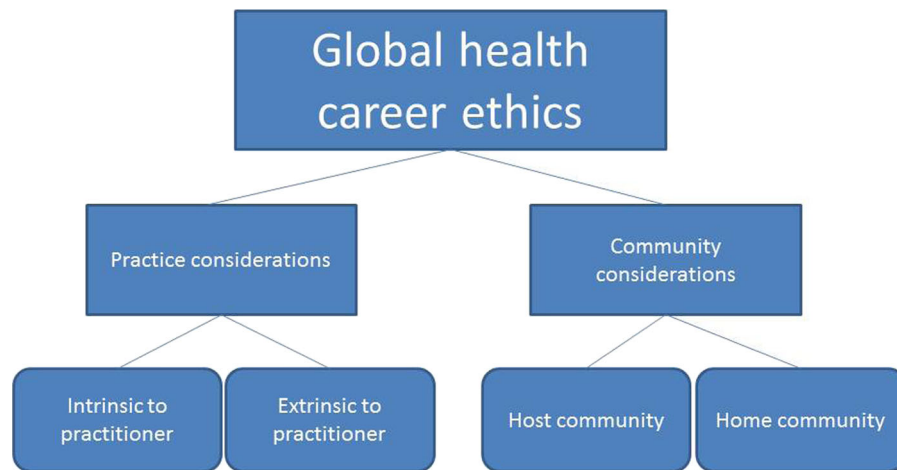 Global health
career ethics
Practice considerations
Community
considerations
Intrinsic to
practitioner
Extrinsic to
practitioner
Host community
Home community